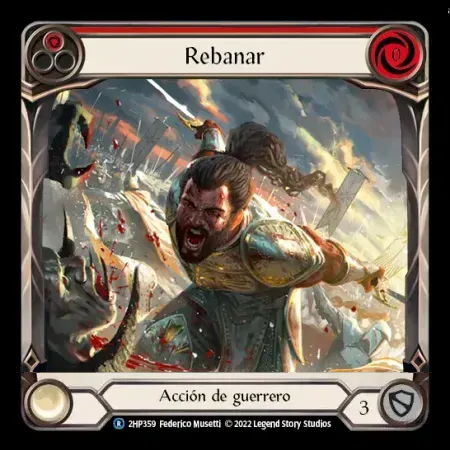 Rebanar
0
Acción de guerrero
3
R 2HP359 Federico Musetti © 2022 Legend Story Studios